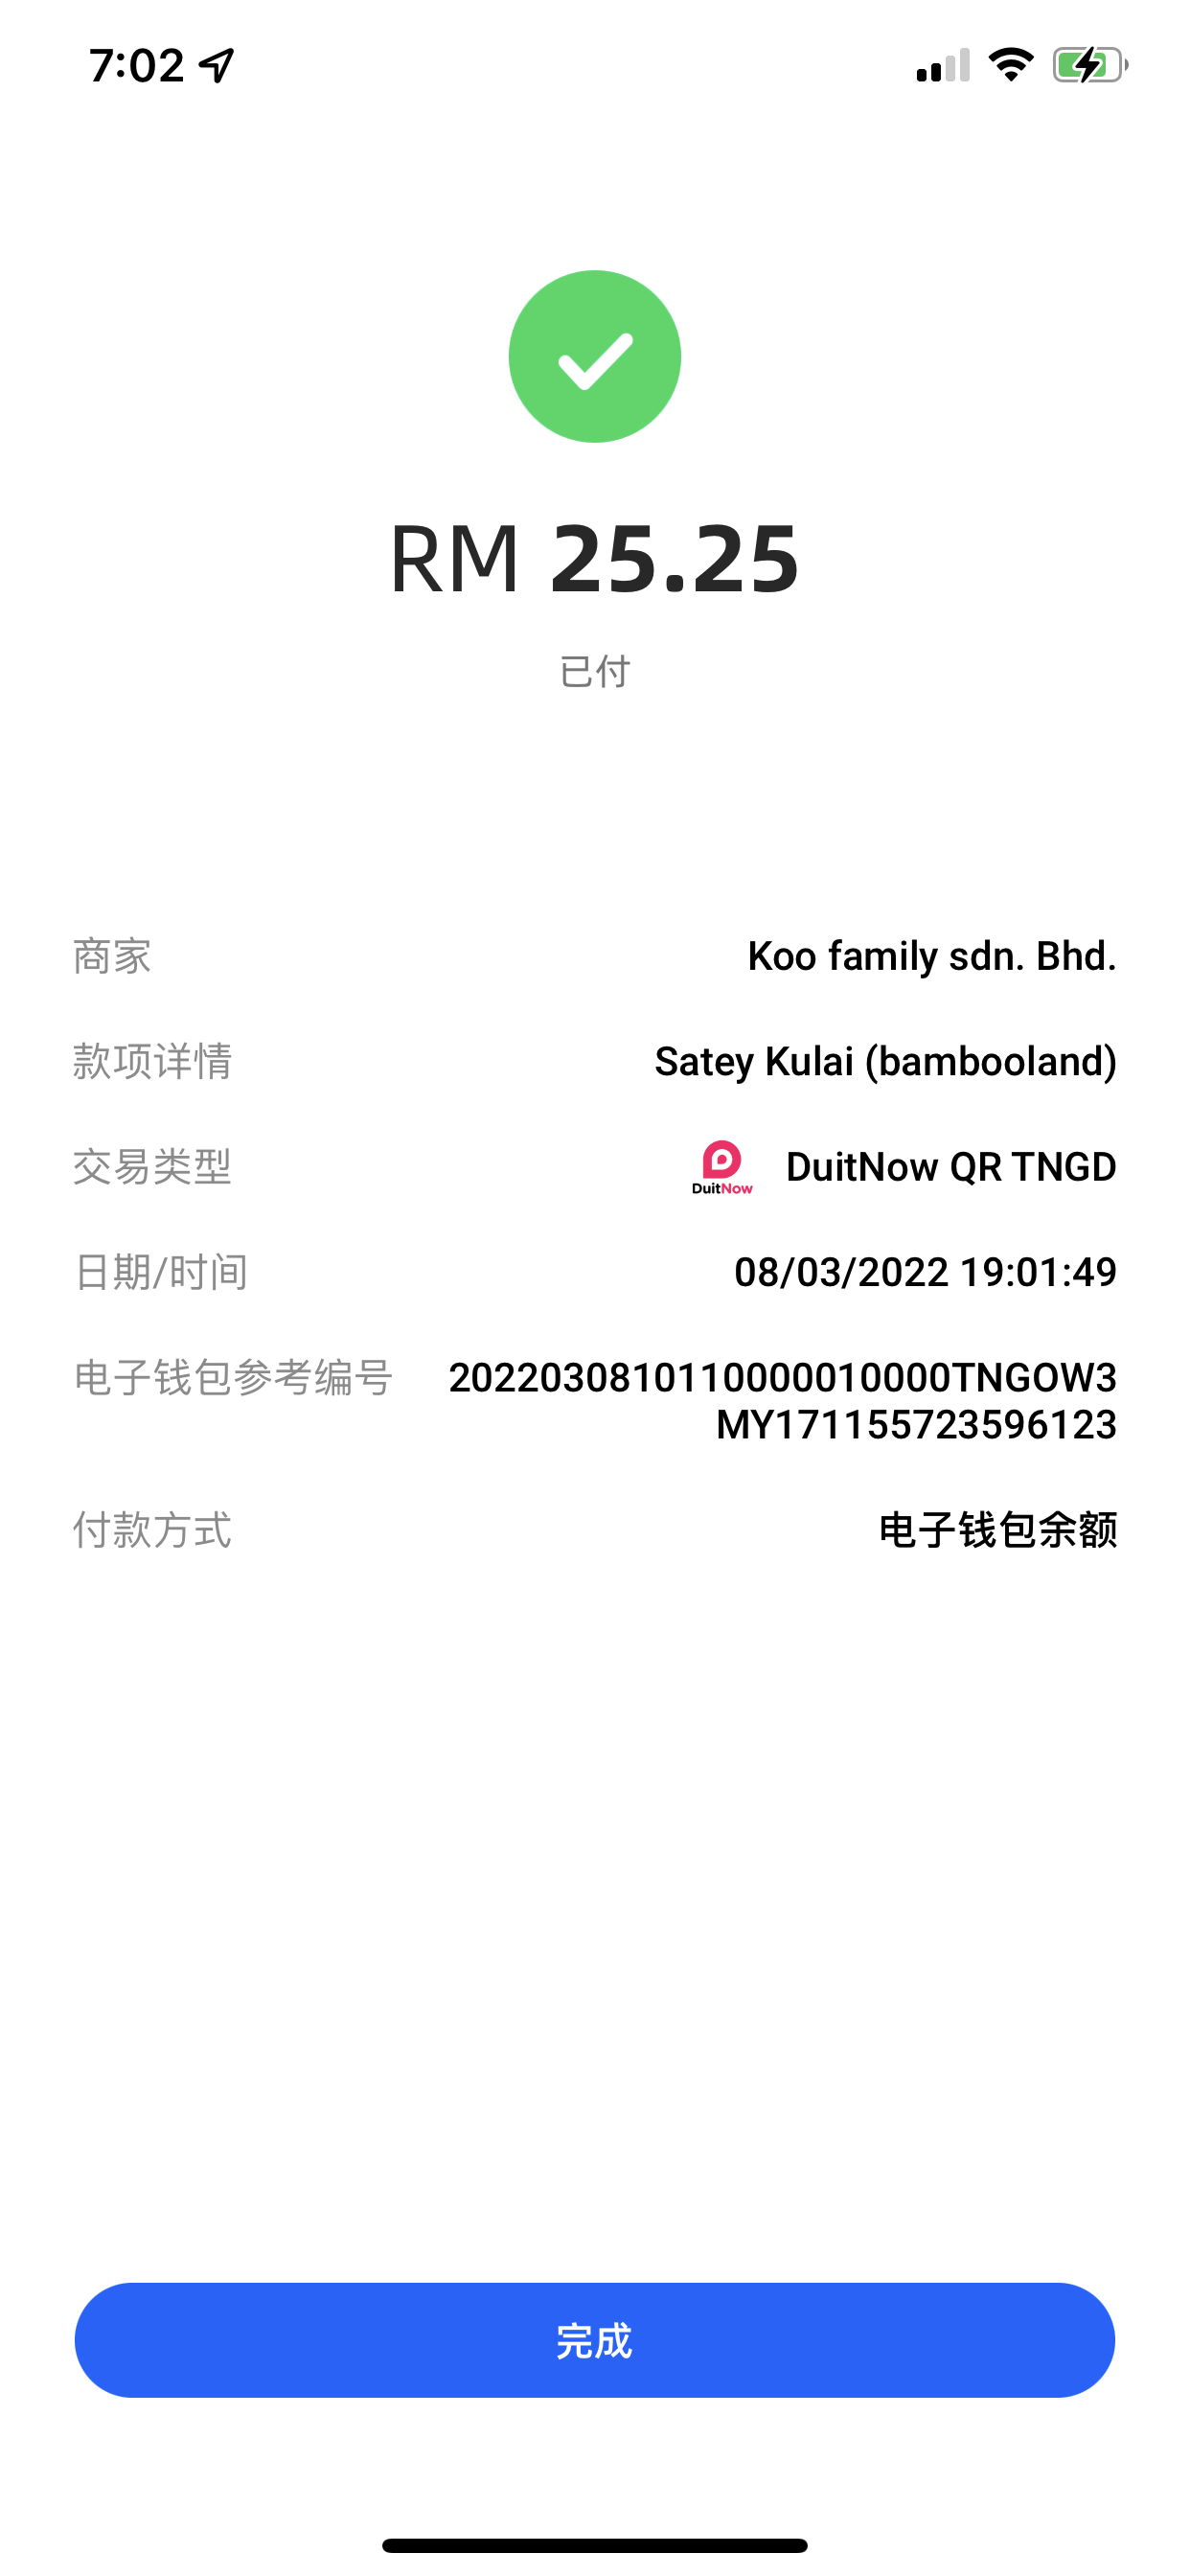 7:02
RM 25.25
已付
商家 Koo family sdn. Bhd.
款项详情 Satey Kulai (bambooland)
交易类型 DuitNow DuitNow QR TNGD
日期/时间 08/03/2022 19:01:49
电子钱包参考编号 20220308101110000010000TNGOW3
MY171155723596123
付款方式 电子钱包余额
完成